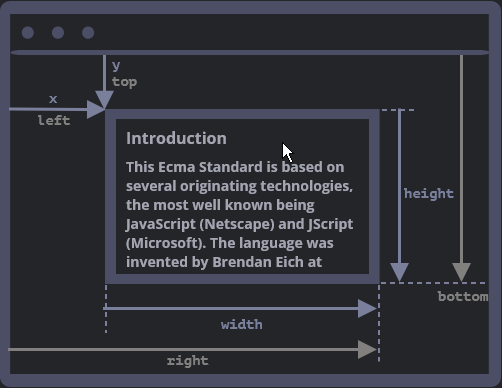 y
top
x
left
Introduction
This Ecma Standard is based on
several originating technologies,
the most well known being
JavaScript (Netscape) and JScript
(Microsoft). The language was
invented by Brendan Eich at
height
bottom
width
right